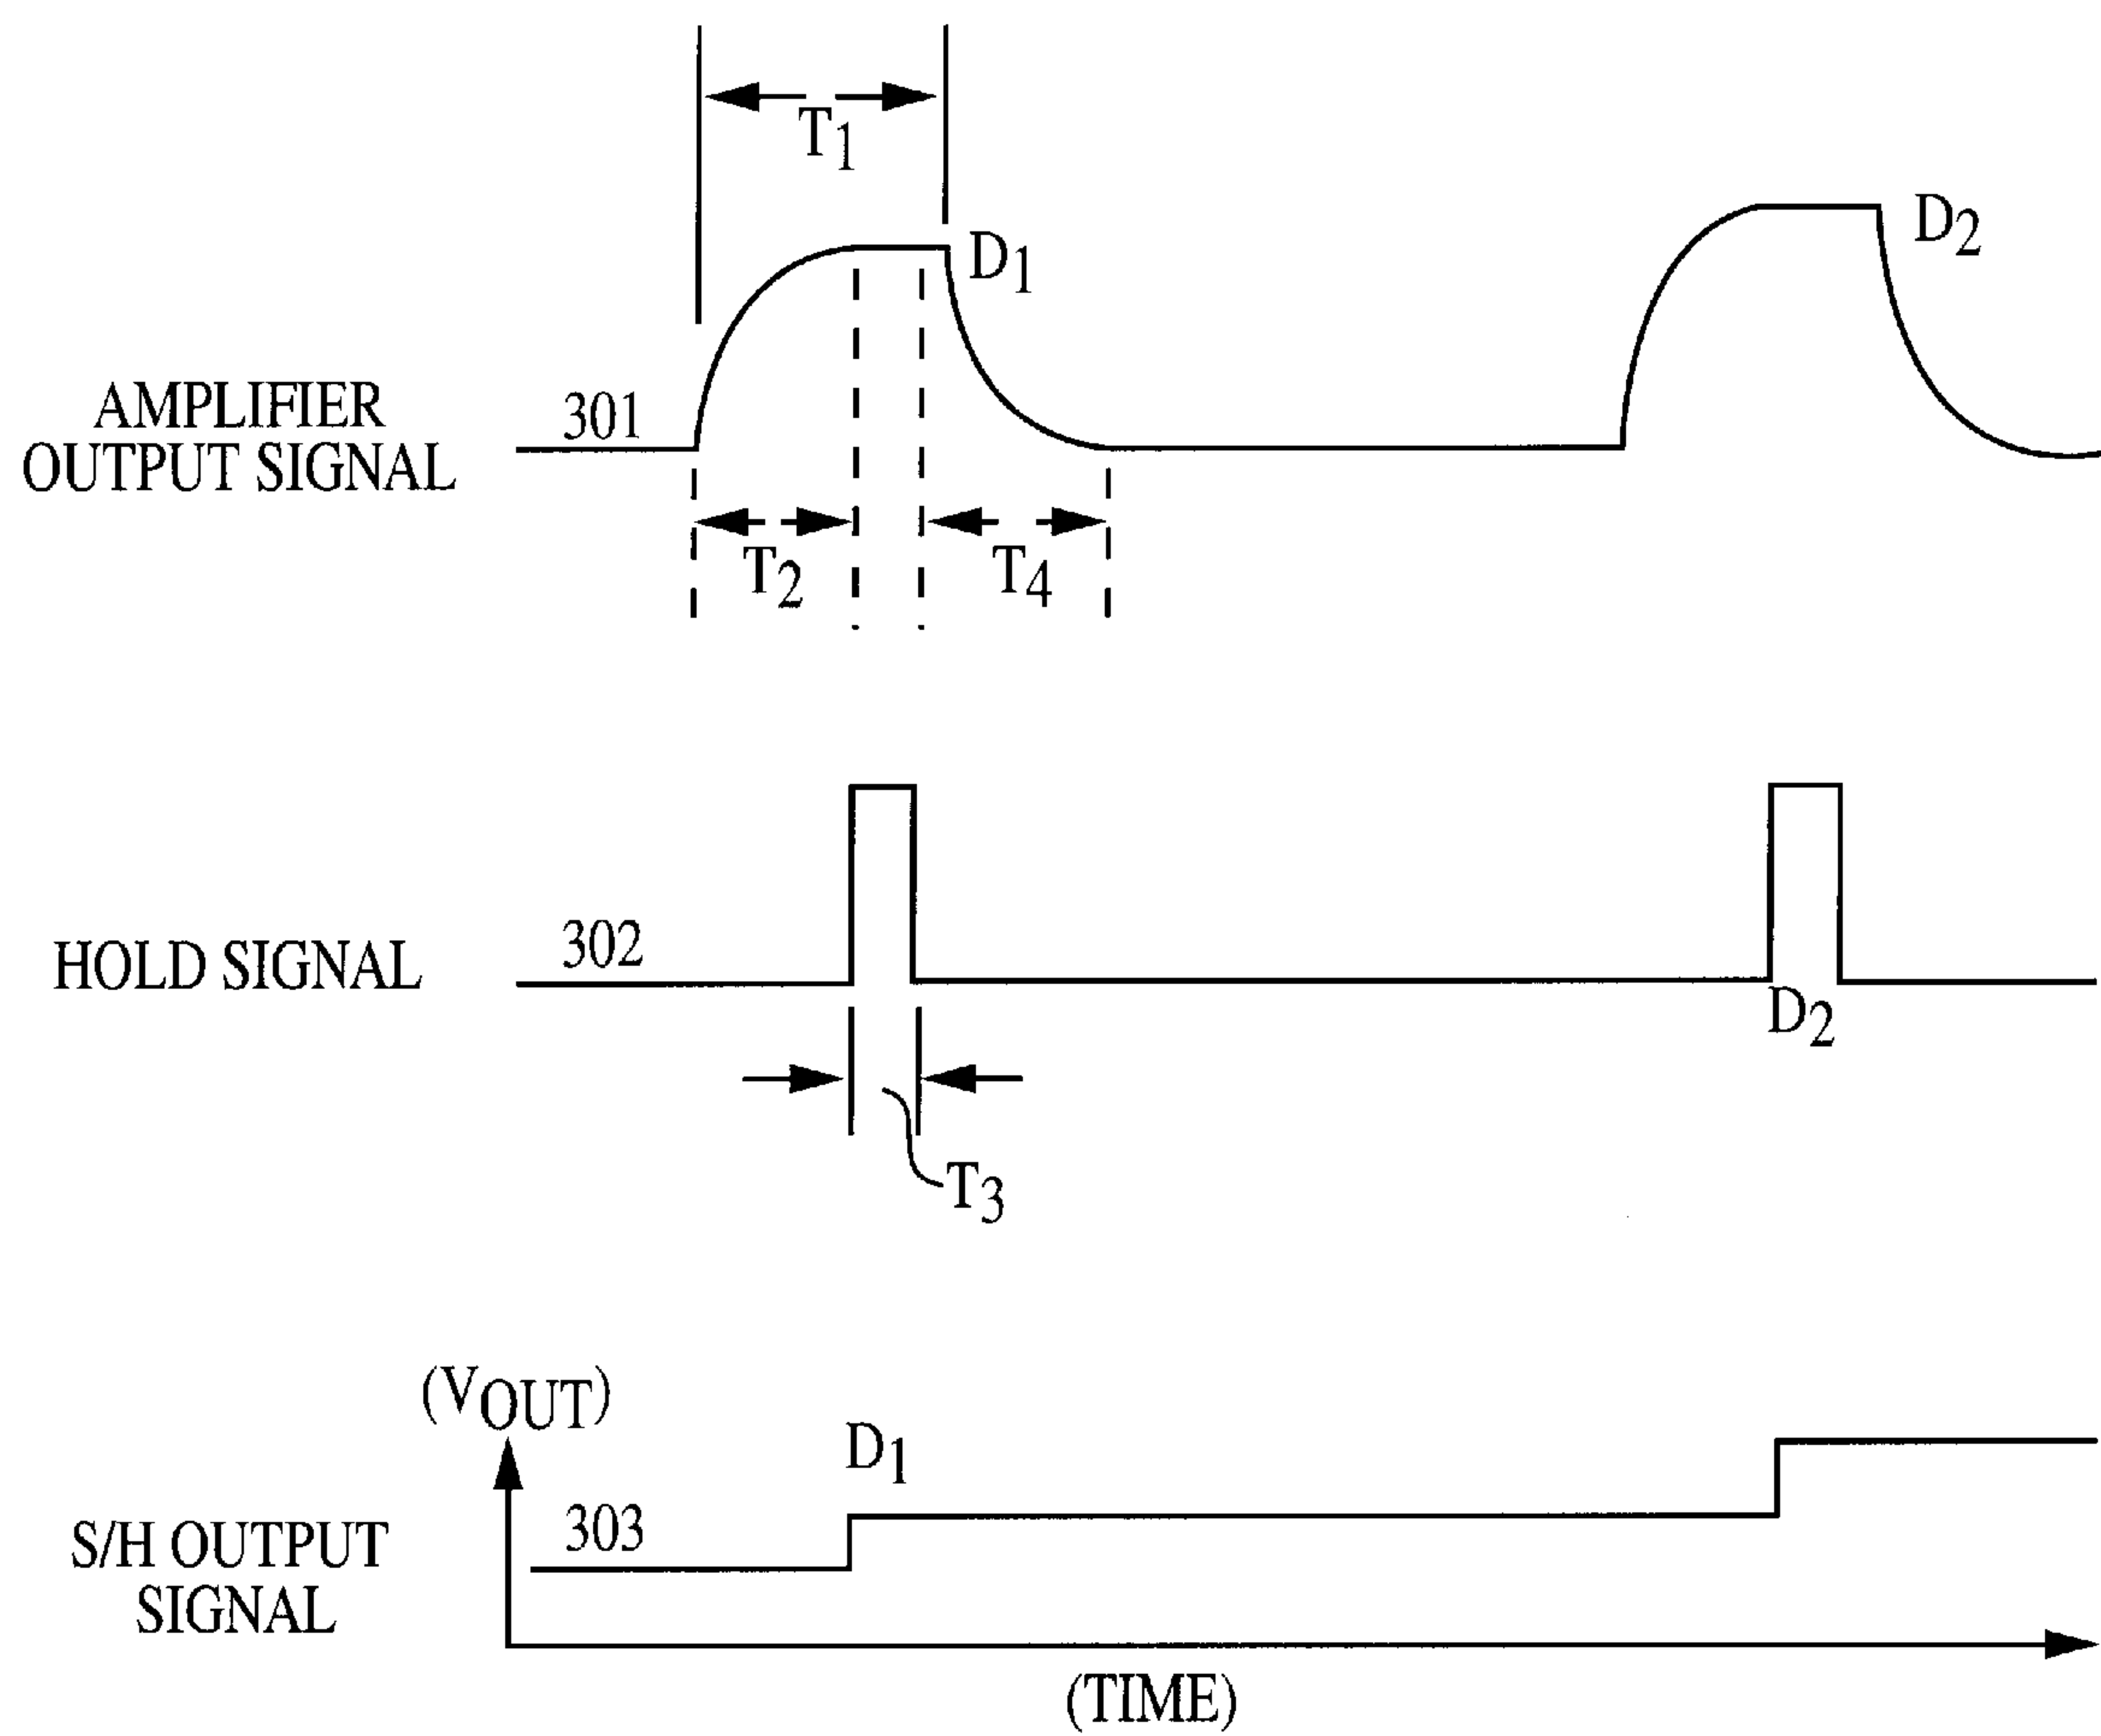 T1
D1
D2
AMPLIFIER
OUTPUT SIGNAL
301
T2
T4
HOLD SIGNAL
302
D2
T3
(VOUT)
D1
S/H OUTPUT
SIGNAL
303
(TIME)